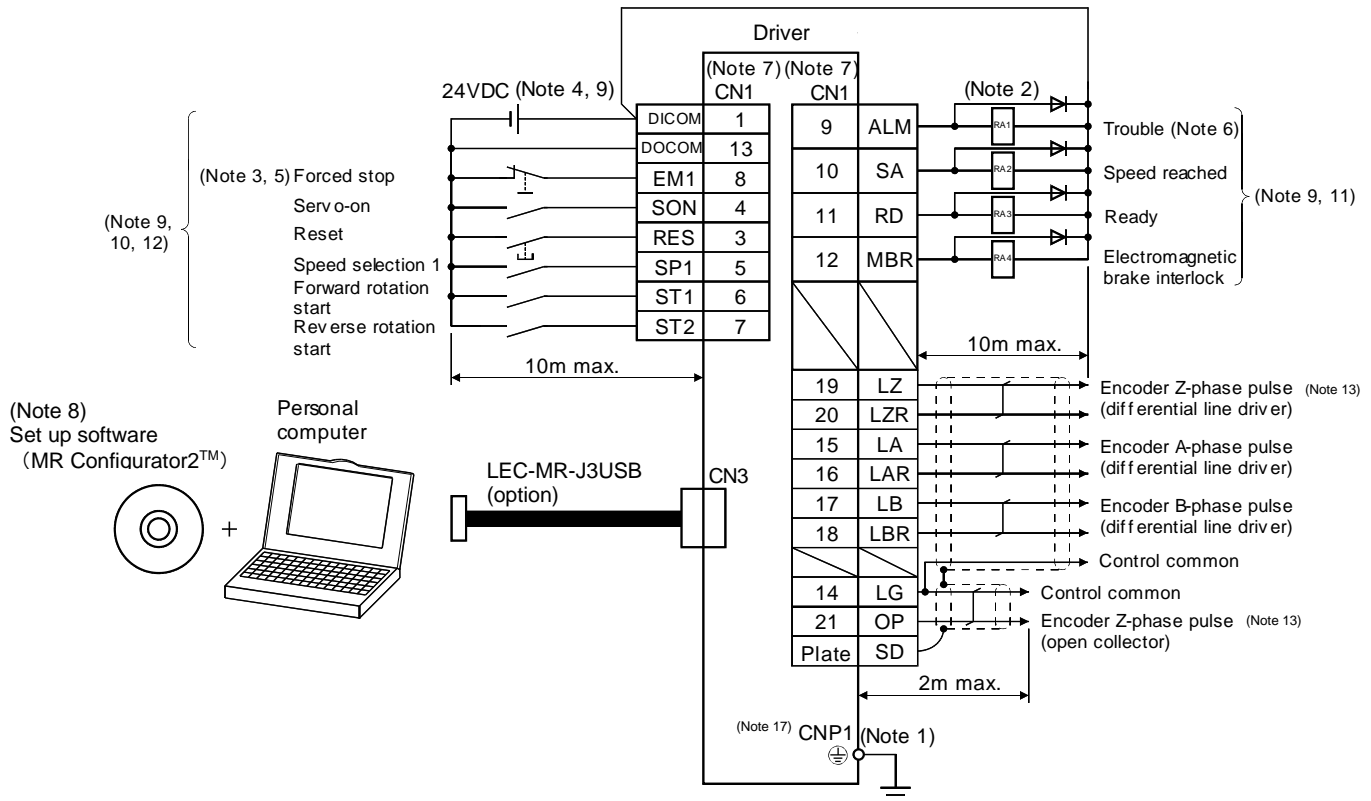 Driver
(Note 7) (Note 7)
CN1 CN1
24VDC (Note 4, 9)
(Note 2)
DICOM 1
DOCOM 13
(Note 3, 5) Forced stop EM1 8
Servo-on SON 4
Reset RES 3
Speed selection 1 SP1 5
Forward rotation
start ST1 6
Reverse rotation
start ST2 7
(Note 9,
10, 12)
10m max.
9 ALM RA1 Trouble (Note 6)
10 SA RA2 Speed reached
11 RD RA3 Ready
12 MBR RA4 Electromagnetic
brake interlock
(Note 9, 11)
10m max.
(Note 8)
Set up software
(MR Configurator2TM)
+
Personal
computer
LEC-MR-J3USB
(option)
CN3
19 LZ Encoder Z-phase pulse (Note 13)
20 LZR (differential line driver)
15 LA Encoder A-phase pulse
16 LAR (differential line driver)
17 LB Encoder B-phase pulse
18 LBR (differential line driver)
Control common
14 LG Control common
21 OP Encoder Z-phase pulse (Note 13)
(open collector)
Plate SD
2m max.
(Note 17) CNP1 (Note 1)